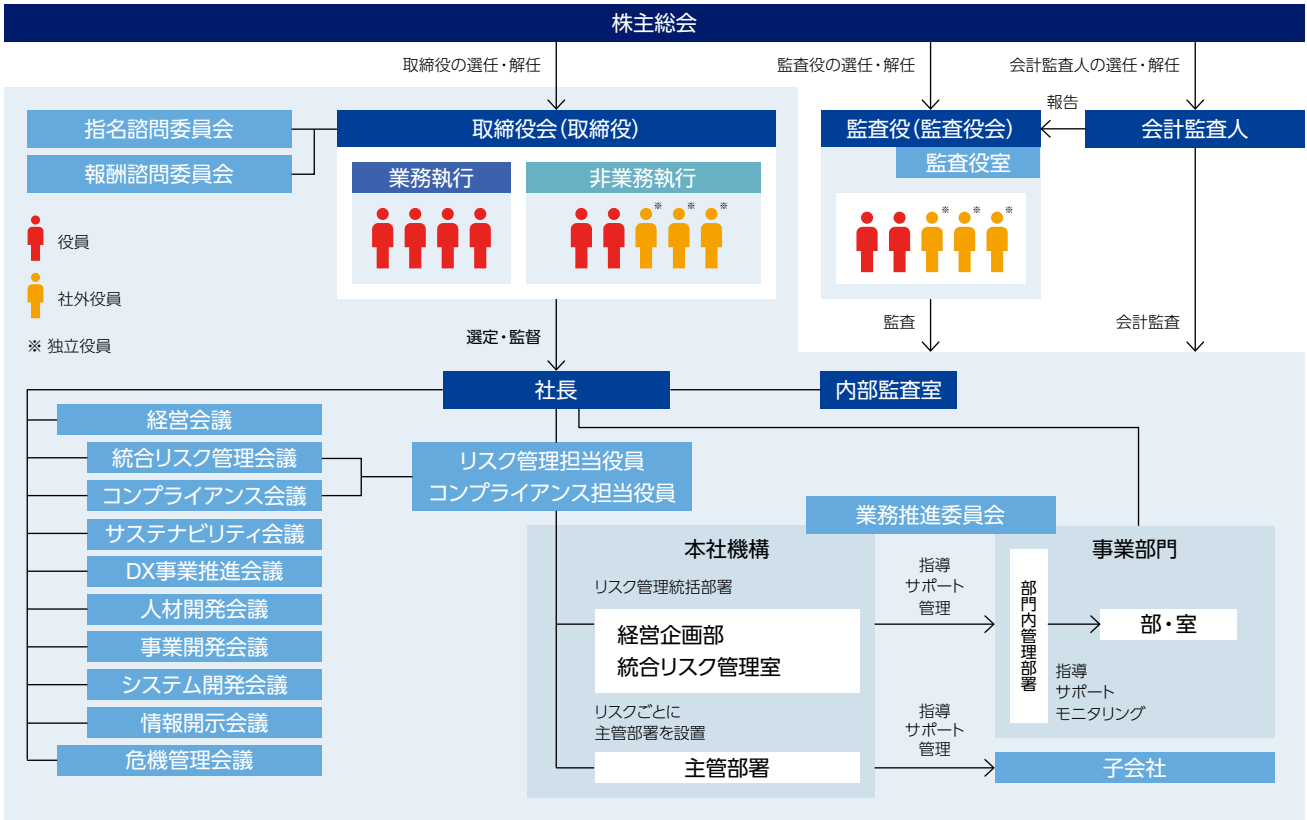 株主総会
取締役の選任・解任
監査役の選任・解任
会計監査人の選任・解任
報告
指名諮問委員会
報酬諮問委員会
取締役会(取締役)
業務執行
非業務執行
※ ※ ※
監査役(監査役会)
監査役室
※ ※ ※
会計監査人
役員
社外役員
※ 独立役員
選定・監督
監査
会計監査
社長
内部監査室
経営会議
統合リスク管理会議
コンプライアンス会議
サステナビリティ会議
DX事業推進会議
人材開発会議
事業開発会議
システム開発会議
情報開示会議
危機管理会議
リスク管理担当役員
コンプライアンス担当役員
業務推進委員会
本社機構
リスク管理統括部署
経営企画部
統合リスク管理室
リスクごとに
主管部署を設置
主管部署
指導
サポート
管理
指導
サポート
管理
事業部門
部門内管理部署
部・室
指導
サポート
モニタリング
子会社